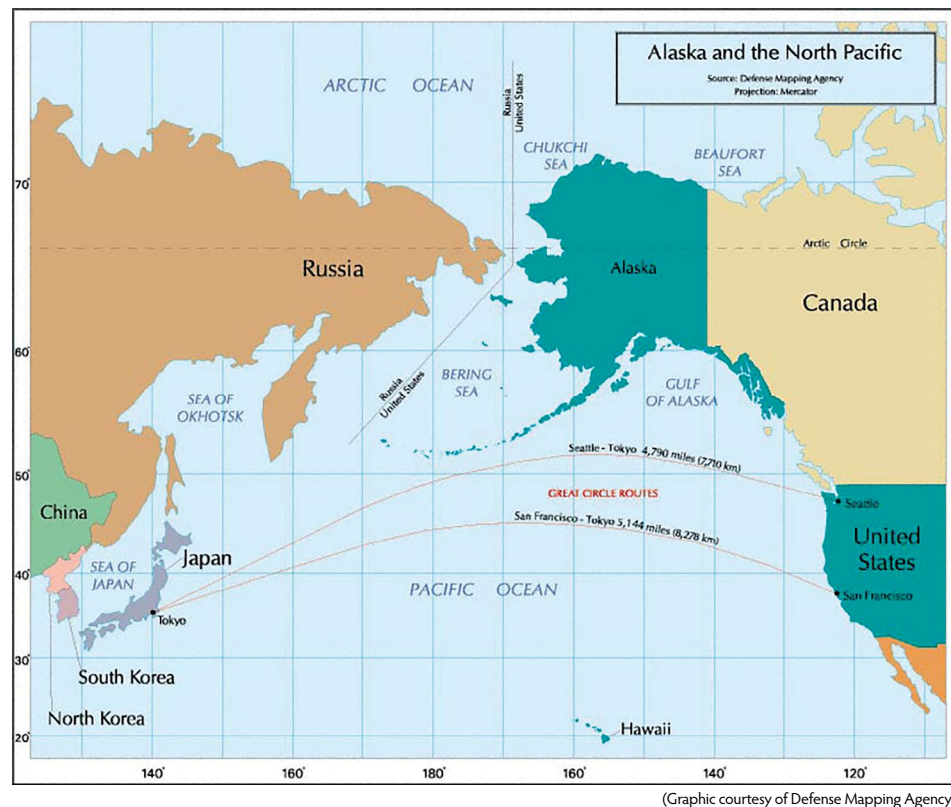 Alaska and the North Pacific
Source: Defense Mapping Agency
Projection: Mercator
ARCTIC OCEAN
Russia
United States
CHUKCHI
SEA
BEAUFORT
SEA
70°
Arctic Circle
Russia
Alaska
Canada
60°
BERING
SEA
Russia
United States
GULF
OF ALASKA
SEA OF
OKHOTSK
50°
Seattle - Tokyo 4,790 miles (7,710 km)
GREAT CIRCLE ROUTES
San Francisco - Tokyo 5,144 miles (8,278 km)
Seattle
China
United
States
Japan
SEA OF
JAPAN
40°
PACIFIC OCEAN
San Francisco
Tokyo
30°
South Korea
North Korea
Hawaii
20°
140° 160° 180° 160° 140° 120°
(Graphic courtesy of Defense Mapping Agency